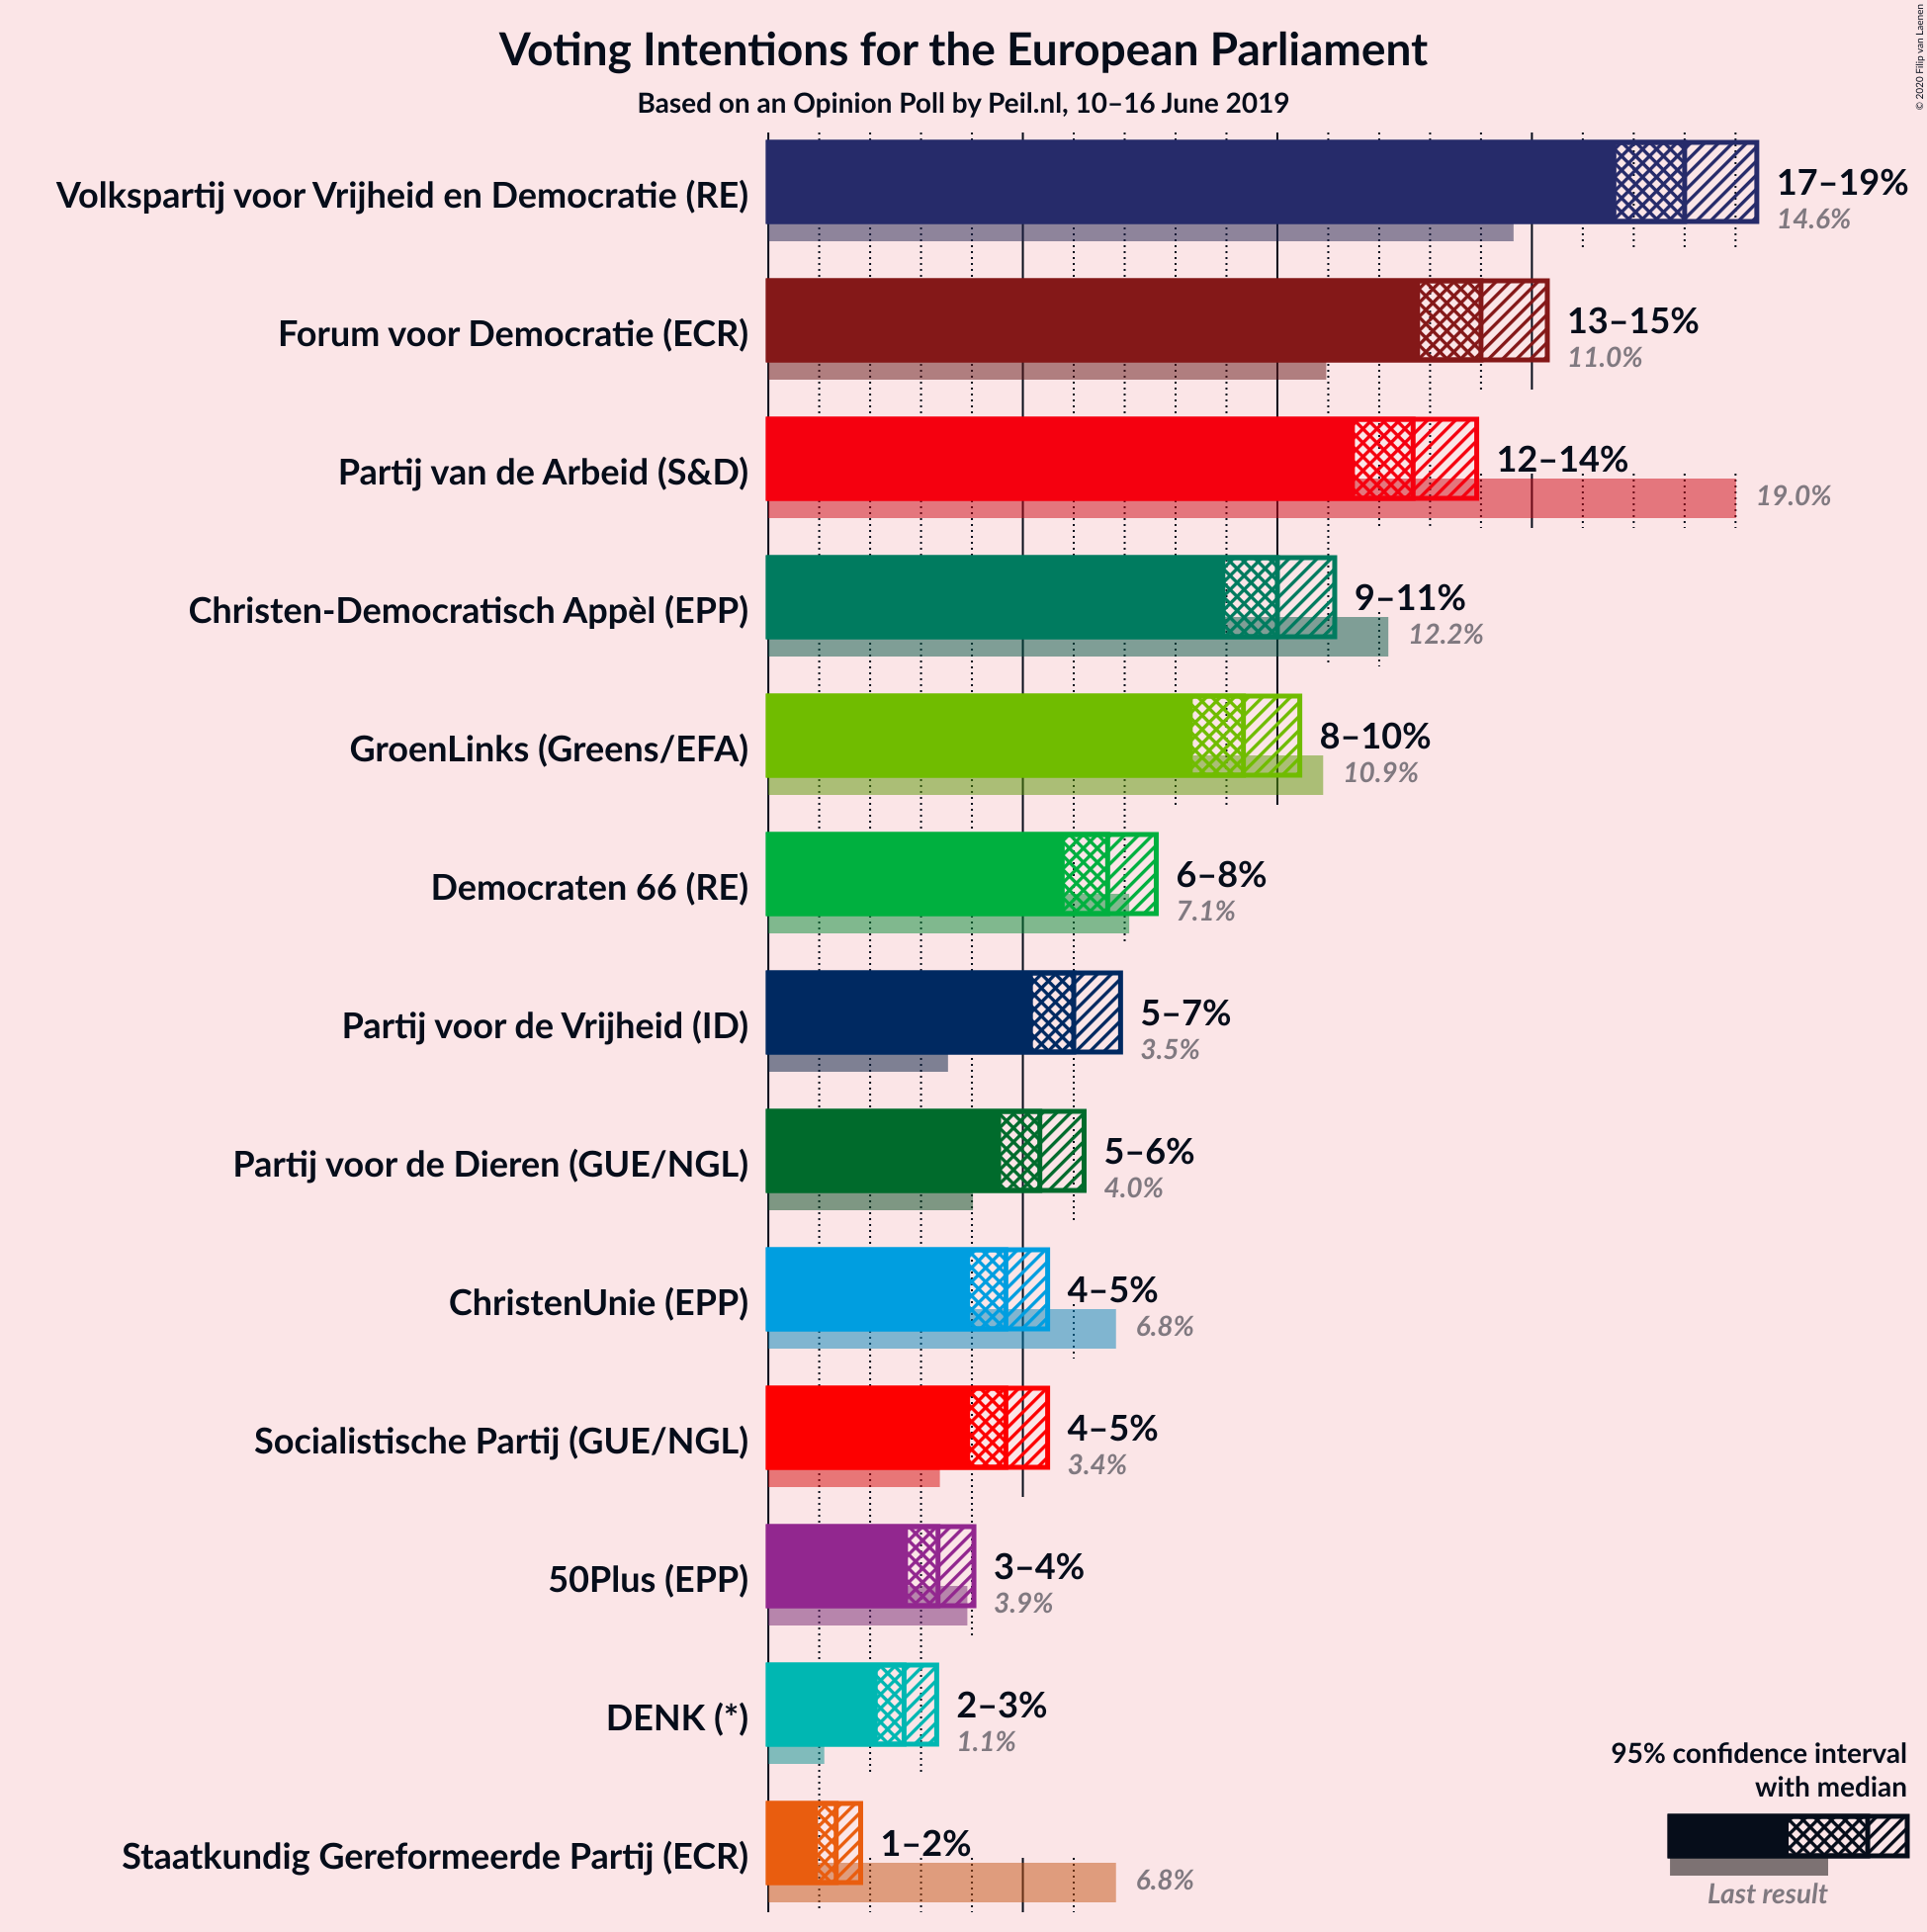 © 2020 Filip van Laenen
Voting Intentions for the European Parliament
Based on an Opinion Poll by Peil.nl, 10–16 June 2019
Volkspartij voor Vrijheid en Democratie (RE)
17–19%
14.6%
Forum voor Democratie (ECR)
13–15%
11.0%
Partij van de Arbeid (S&D)
12–14%
19.0%
Christen-Democratisch Appèl (EPP)
9–11%
12.2%
GroenLinks (Greens/EFA)
8–10%
10.9%
Democraten 66 (RE)
6–8%
7.1%
Partij voor de Vrijheid (ID)
5–7%
3.5%
Partij voor de Dieren (GUE/NGL)
5–6%
4.0%
ChristenUnie (EPP)
4–5%
6.8%
Socialistische Partij (GUE/NGL)
4–5%
3.4%
50Plus (EPP)
3–4%
3.9%
DENK (*)
2–3%
1.1%
Staatkundig Gereformeerde Partij (ECR)
1–2%
6.8%
95% confidence interval
with median
Last result